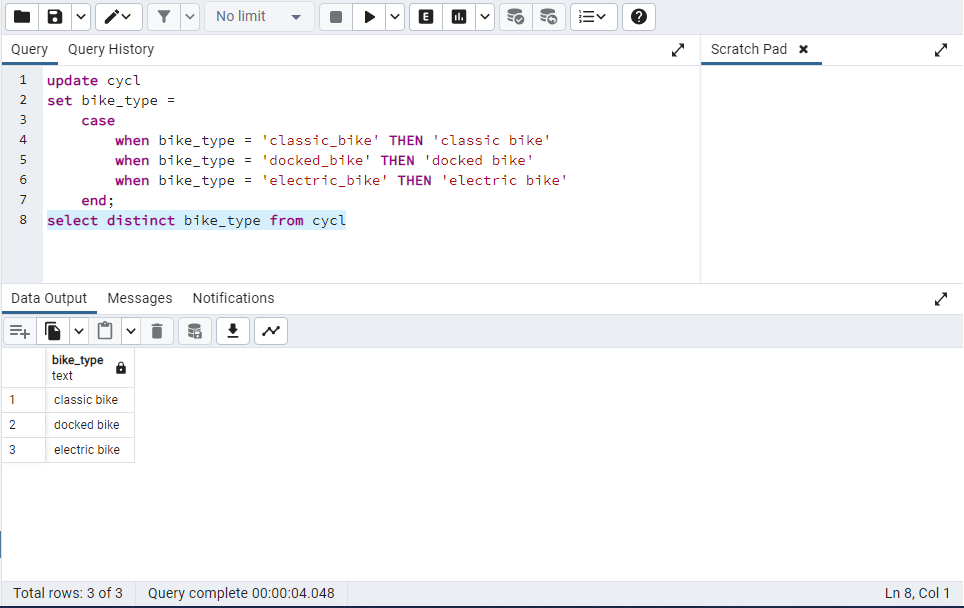 No limit
E
Query
Query History
Scratch Pad
1 update cycl
2 set bike_type =
3 case
4 when bike_type = 'classic_bike' THEN 'classic bike'
5 when bike_type = 'docked_bike' THEN 'docked bike'
6 when bike_type = 'electric_bike' THEN 'electric bike'
7 end;
8 select distinct bike_type from cycl
Data Output
Messages
Notifications
bike_type
text
1 classic bike
2 docked bike
3 electric bike
Total rows: 3 of 3
Query complete 00:00:04.048
Ln 8, Col 1